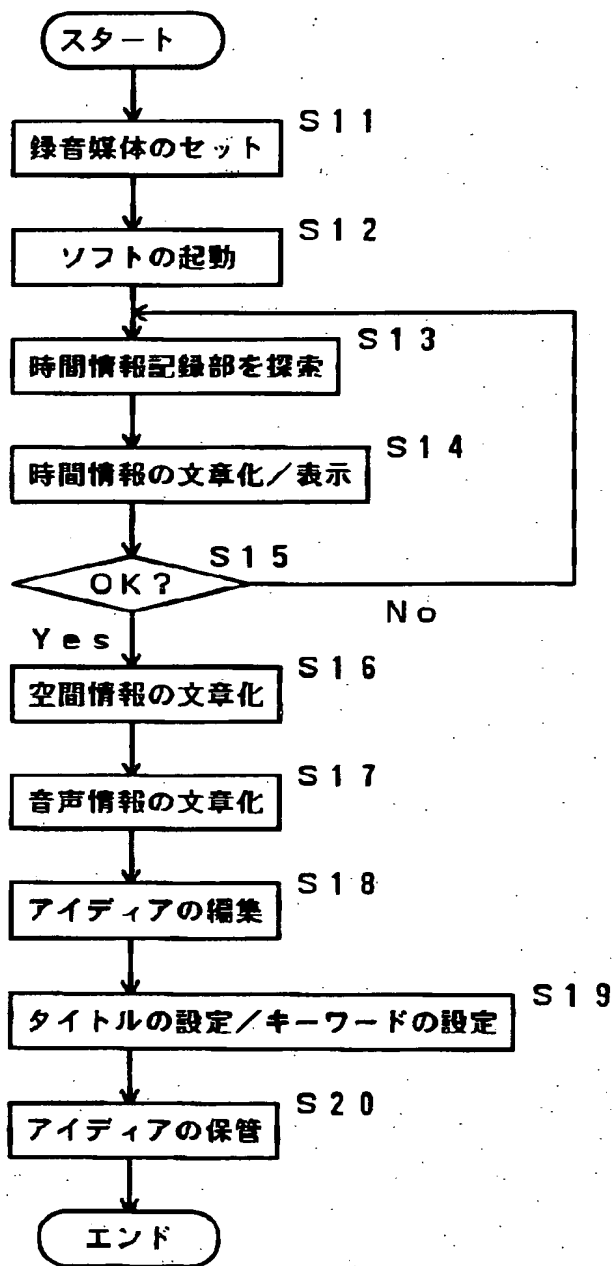 スタート
S11
録音媒体のセット
S12
ソフトの起動
S13
時間情報記録部を探索
S14
時間情報の文章化／表示
S15
OK？
No
Yes
S16
空間情報の文章化
S17
音声情報の文章化
S18
アイディアの編集
S19
タイトルの設定／キーワードの設定
S20
アイディアの保管
エンド